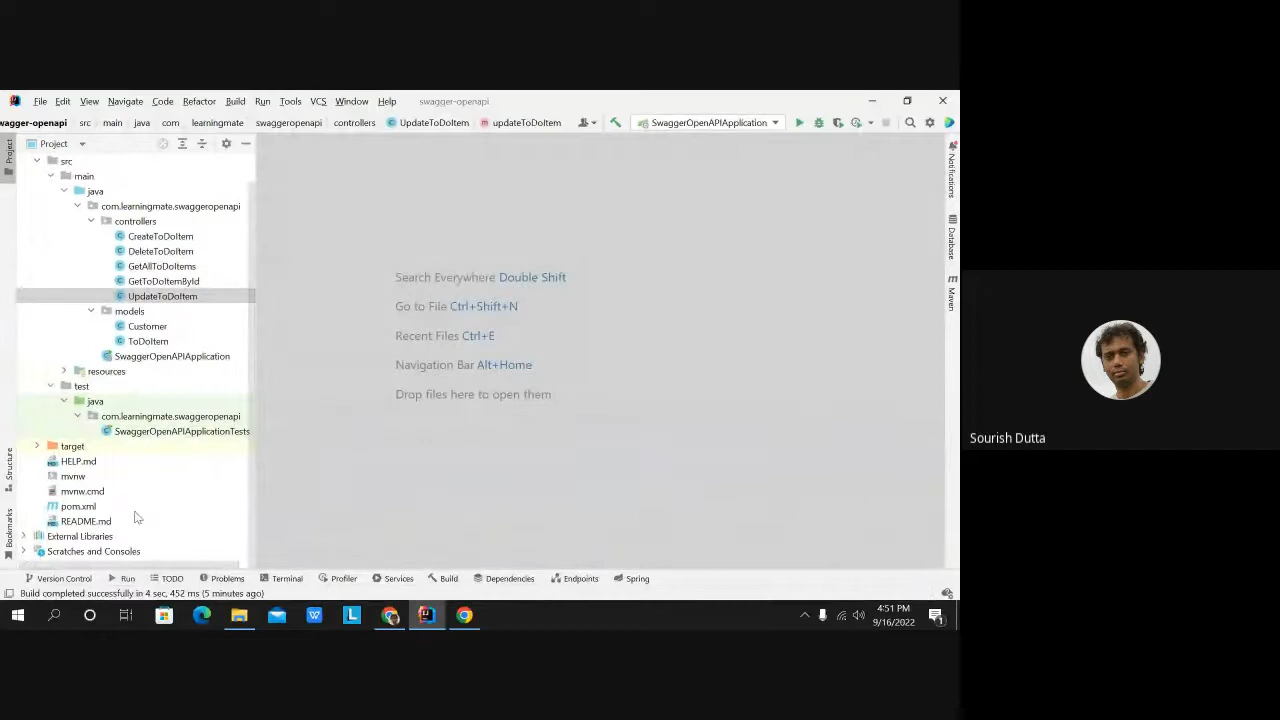 File Edit View Navigate Code Refactor Build Run Tools VCS Window Help swagger-openapi
swagger-openapi src main java com learningmate swaggeropenapi controllers UpdateToDoItem updateToDoItem SwaggerOpenAPIApplication
Project
Project
src
main
java
com.learningmate.swaggeropenapi
controllers
CreateToDoItem
DeleteToDoItem
GetAllToDoItems
GetToDoItemById
UpdateToDoItem
models
Customer
ToDoItem
SwaggerOpenAPIApplication
resources
test
java
com.learningmate.swaggeropenapi
SwaggerOpenAPIApplicationTests
target
HELP.md
mvnw
mvnw.cmd
pom.xml
README.md
External Libraries
Scratches and Consoles
Structure
Bookmarks
Search Everywhere Double Shift
Go to File Ctrl+Shift+N
Recent Files Ctrl+E
Navigation Bar Alt+Home
Drop files here to open them
Notifications
Database
Maven
Sourish Dutta
Version Control Run TODO Problems Terminal Profiler Services Build Dependencies Endpoints Spring
Build completed successfully in 4 sec, 452 ms (5 minutes ago)
4:51 PM
9/16/2022